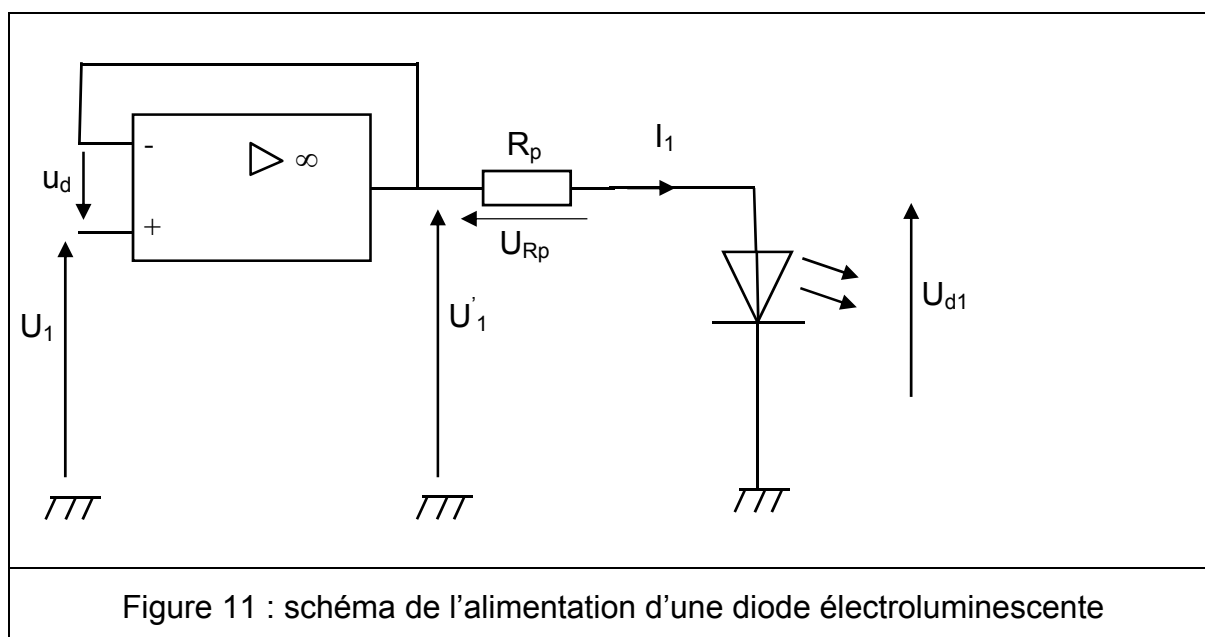 - ▷ ∞
u_d
+
R_p
I_1
U_Rp
U_1
U'_1
U_d1
Figure 11 : schéma de l’alimentation d’une diode électroluminescente